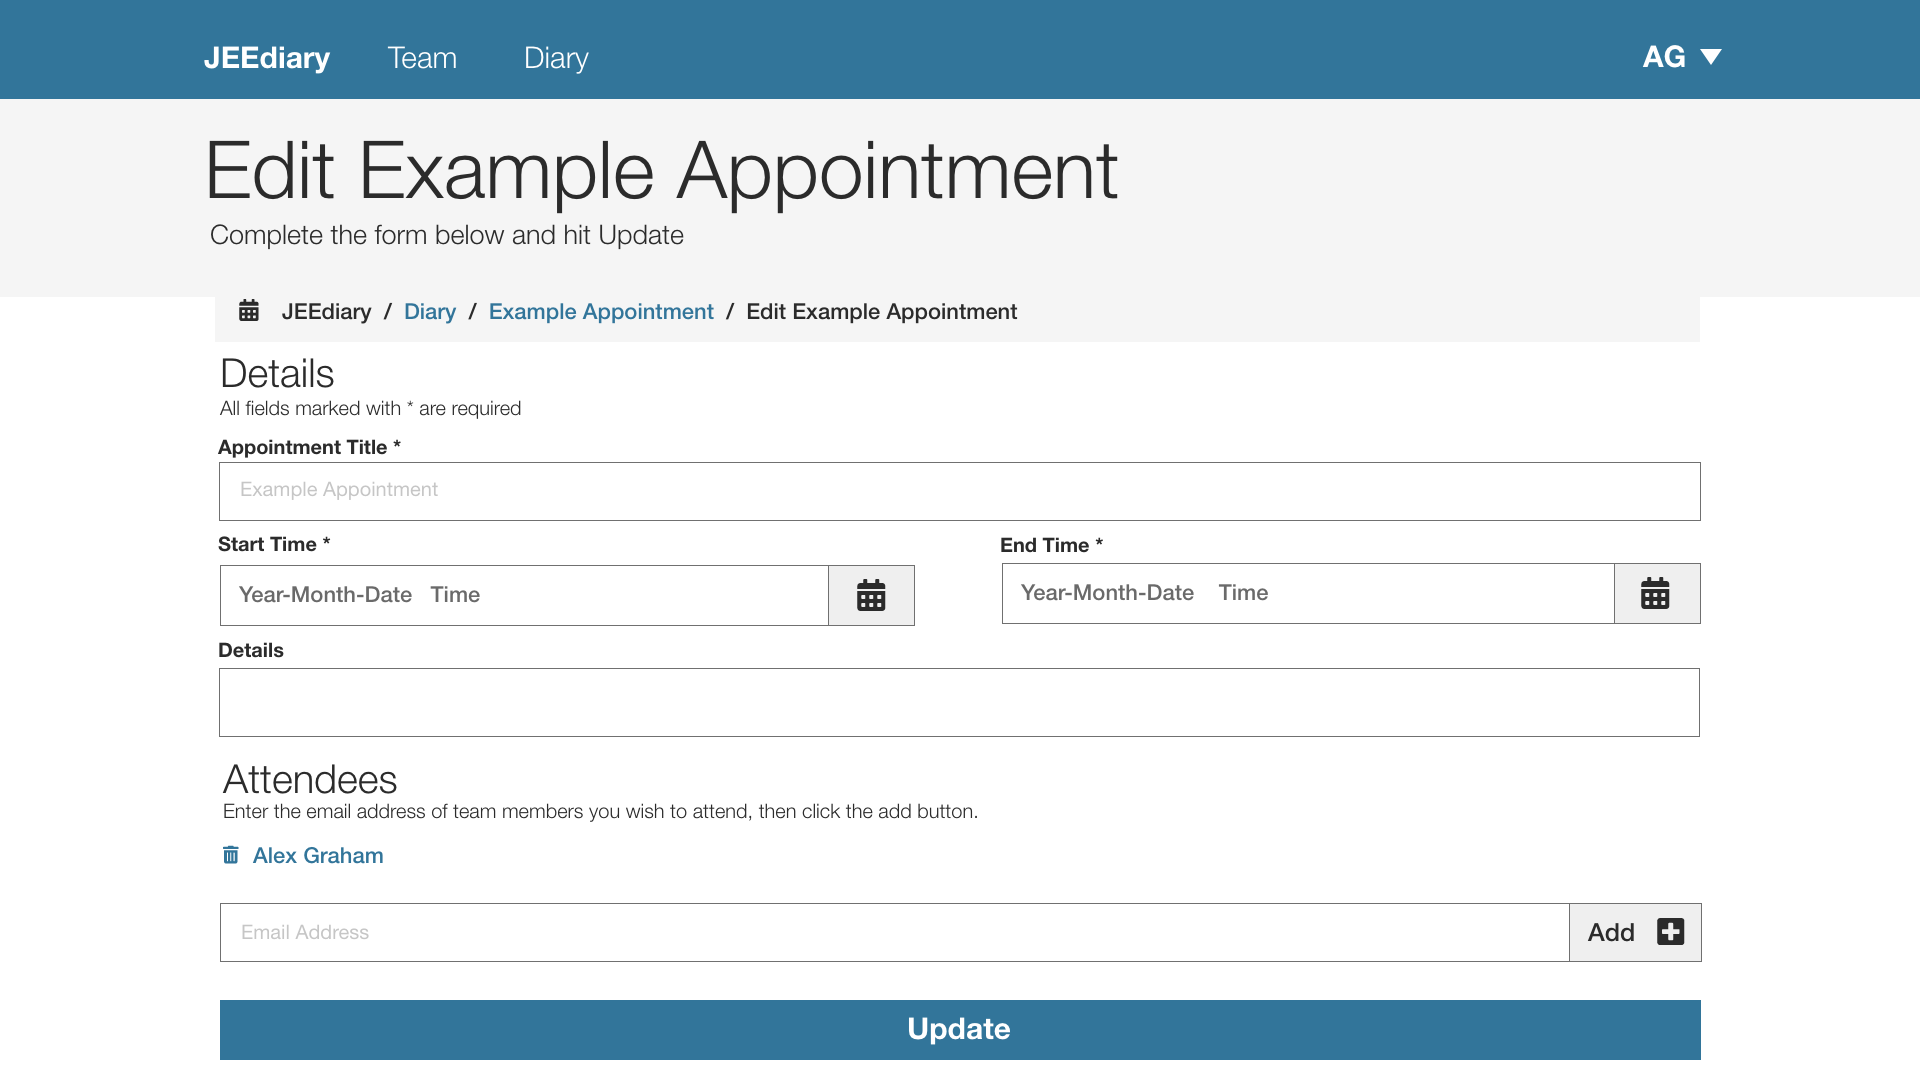 JEEdiary Team Diary AG
Edit Example Appointment
Complete the form below and hit Update
JEEdiary / Diary / Example Appointment / Edit Example Appointment
Details
All fields marked with * are required
Appointment Title *
Example Appointment
Start Time *
Year-Month-Date Time
End Time *
Year-Month-Date Time
Details
Attendees
Enter the email address of team members you wish to attend, then click the add button.
Alex Graham
Email Address
Add
Update